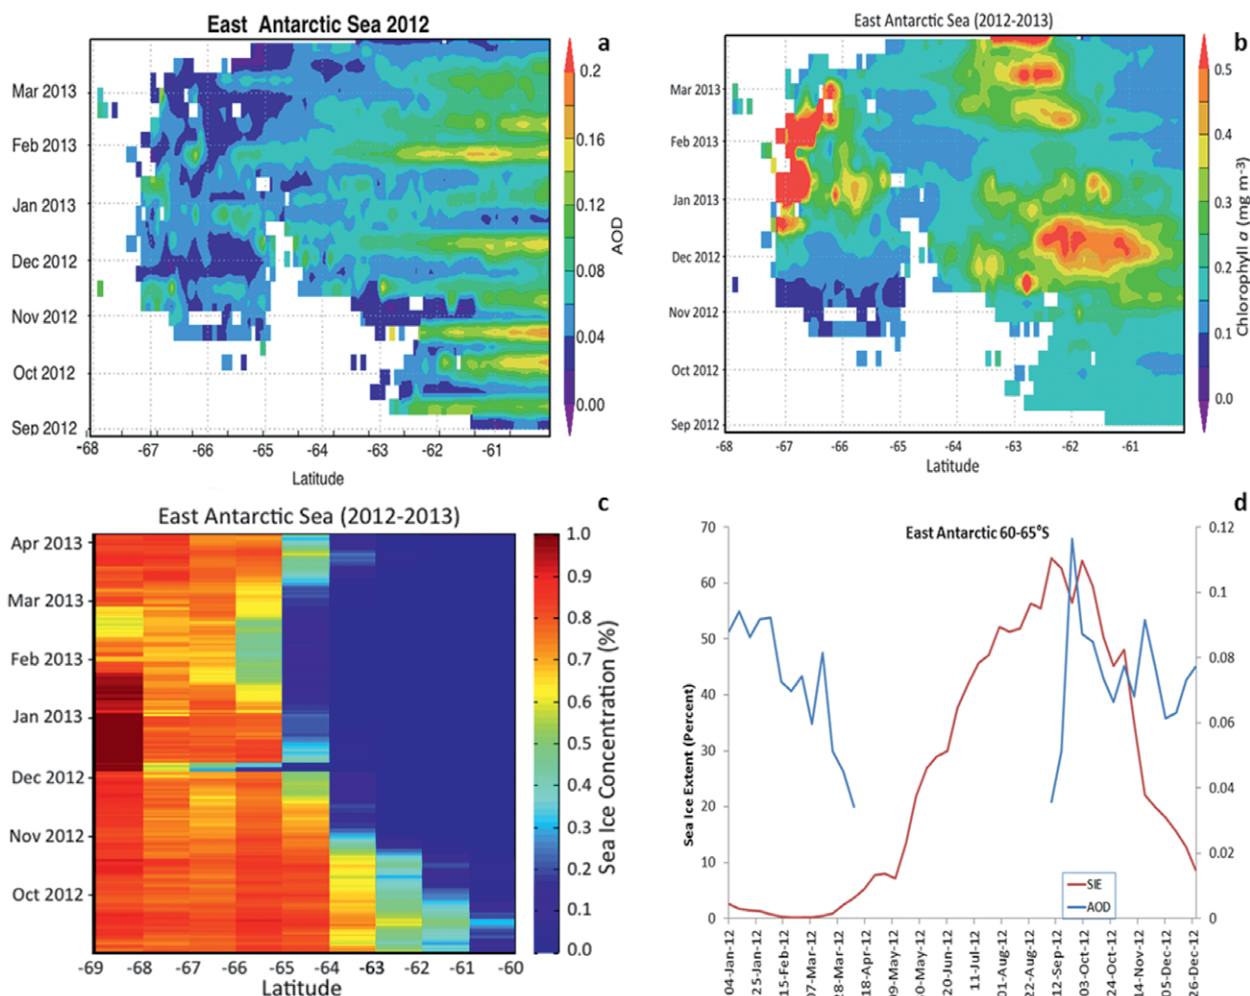 East Antarctic Sea 2012
a
Mar 2013
Feb 2013
Jan 2013
Dec 2012
Nov 2012
Oct 2012
Sep 2012
-68 -67 -66 -65 -64 -63 -62 -61
Latitude
0.2
0.16
0.12
0.08
0.04
0.00
AOD
East Antarctic Sea (2012-2013)
b
Mar 2013
Feb 2013
Jan 2013
Dec 2012
Nov 2012
Oct 2012
Sep 2012
-68 -67 -66 -65 -64 -63 -62 -61
Latitude
0.5
0.4
0.3
0.2
0.1
0.0
Chlorophyll a (mg m-3)
c
East Antarctic Sea (2012-2013)
Apr 2013
Mar 2013
Feb 2013
Jan 2013
Dec 2012
Nov 2012
Oct 2012
-69 -68 -67 -66 -65 -64 -63 -62 -61 -60
Latitude
1.0
0.9
0.8
0.7
0.6
0.5
0.4
0.3
0.2
0.1
0.0
Sea Ice Concentration (%)
d
East Antarctic 60-65°S
70
60
50
40
30
20
10
0
Sea Ice Extent (Percent)
0.12
0.1
0.08
0.06
0.04
0.02
0
SIE
AOD
04-Jan-12
25-Jan-12
15-Feb-12
07-Mar-12
28-Mar-12
18-Apr-12
09-May-12
30-May-12
20-Jun-12
11-Jul-12
01-Aug-12
22-Aug-12
12-Sep-12
03-Oct-12
24-Oct-12
14-Nov-12
05-Dec-12
26-Dec-12